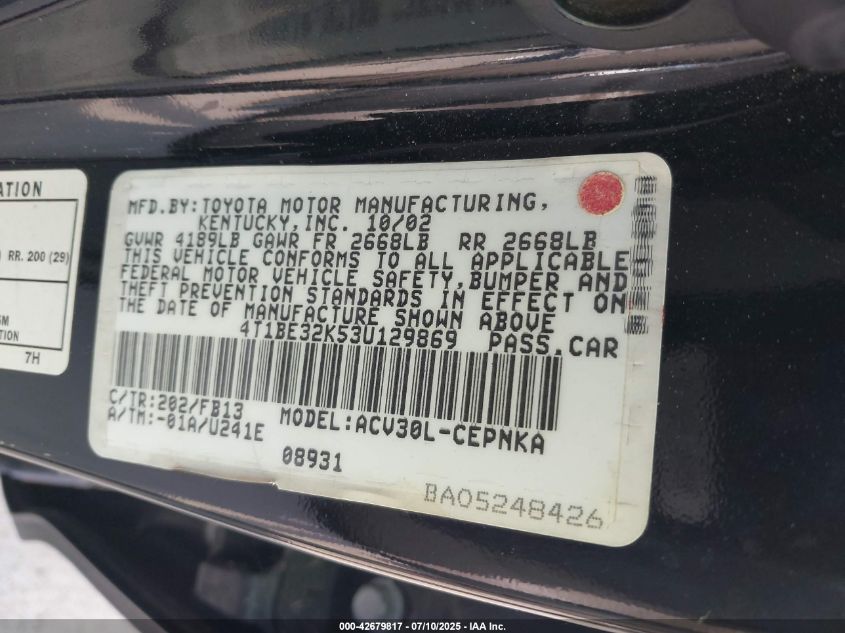 ATION
RR. 200 (29)
SM
TION
7H
MFD.BY:TOYOTA MOTOR MANUFACTURING,
KENTUCKY,INC. 10/02
GVWR 4189LB GAWR FR 2668LB RR 2668LB
THIS VEHICLE CONFORMS TO ALL APPLICABLE
FEDERAL MOTOR VEHICLE SAFETY,BUMPER AND
THEFT PREVENTION STANDARDS IN EFFECT ON
THE DATE OF MANUFACTURE SHOWN ABOVE
4T1BE32K53U129869 PASS.CAR
C/TR:202/FB13
A/TM:-01A/U241E
MODEL:ACV30L-CEPNKA
08931
BA05248426
000-42679817 - 07/10/2025 - IAA Inc.